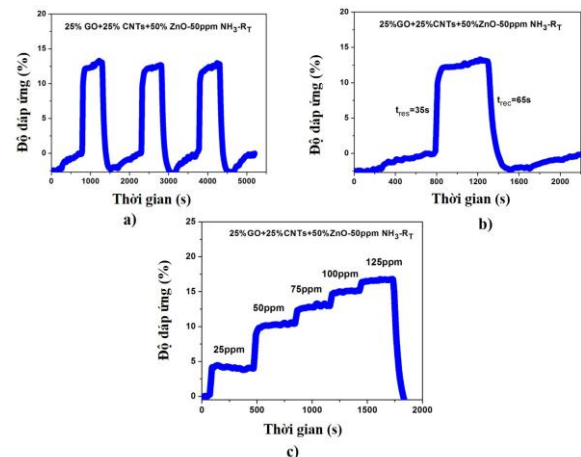 25% GO+25% CNTs+50% ZnO-50ppm NH3-RT
Độ đáp ứng (%)
15
10
5
0
0 1000 2000 3000 4000 5000
Thời gian (s)
a)
25%GO+25%CNTs+50%ZnO-50ppm NH3-RT
Độ đáp ứng (%)
15
10
5
0
tres=35s
trec=65s
0 400 800 1200 1600 2000
Thời gian (s)
b)
25%GO+25%CNTs+50%ZnO-50ppm NH3-RT
Độ đáp ứng (%)
25
20
15
10
5
0
25ppm
50ppm
75ppm
100ppm
125ppm
0 500 1000 1500 2000
Thời gian (s)
c)